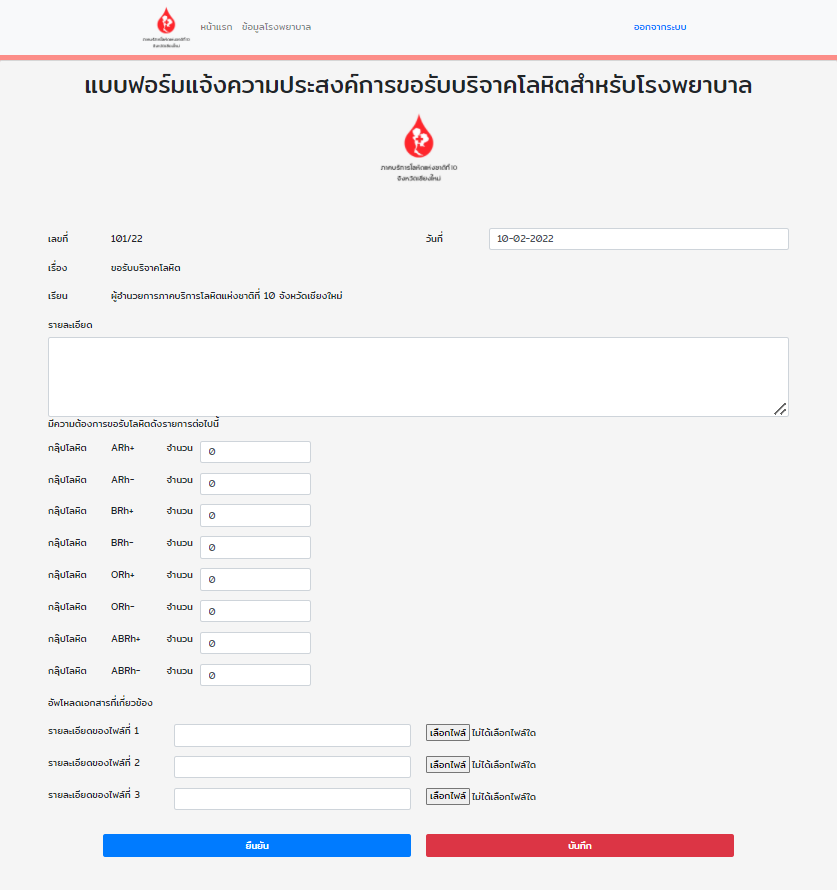 ภาคบริการโลหิตแห่งชาติที่ 10
จังหวัดเชียงใหม่
หน้าแรก ข้อมูลโรงพยาบาล ออกจากระบบ
แบบฟอร์มแจ้งความประสงค์การขอรับบริจาคโลหิตสำหรับโรงพยาบาล
ภาคบริการโลหิตแห่งชาติที่ 10
จังหวัดเชียงใหม่
เลขที่ 101/22 วันที่ 10-02-2022
เรื่อง ขอรับบริจาคโลหิต
เรียน ผู้อำนวยการภาคบริการโลหิตแห่งชาติที่ 10 จังหวัดเชียงใหม่
รายละเอียด
มีความต้องการขอรับโลหิตดังรายการต่อไปนี้
กลุ๊ปโลหิต ARh+ จำนวน 0
กลุ๊ปโลหิต ARh- จำนวน 0
กลุ๊ปโลหิต BRh+ จำนวน 0
กลุ๊ปโลหิต BRh- จำนวน 0
กลุ๊ปโลหิต ORh+ จำนวน 0
กลุ๊ปโลหิต ORh- จำนวน 0
กลุ๊ปโลหิต ABRh+ จำนวน 0
กลุ๊ปโลหิต ABRh- จำนวน 0
อัพโหลดเอกสารที่เกี่ยวข้อง
รายละเอียดของไฟล์ที่ 1 เลือกไฟล์ ไม่ได้เลือกไฟล์ใด
รายละเอียดของไฟล์ที่ 2 เลือกไฟล์ ไม่ได้เลือกไฟล์ใด
รายละเอียดของไฟล์ที่ 3 เลือกไฟล์ ไม่ได้เลือกไฟล์ใด
ยืนยัน บันทึก